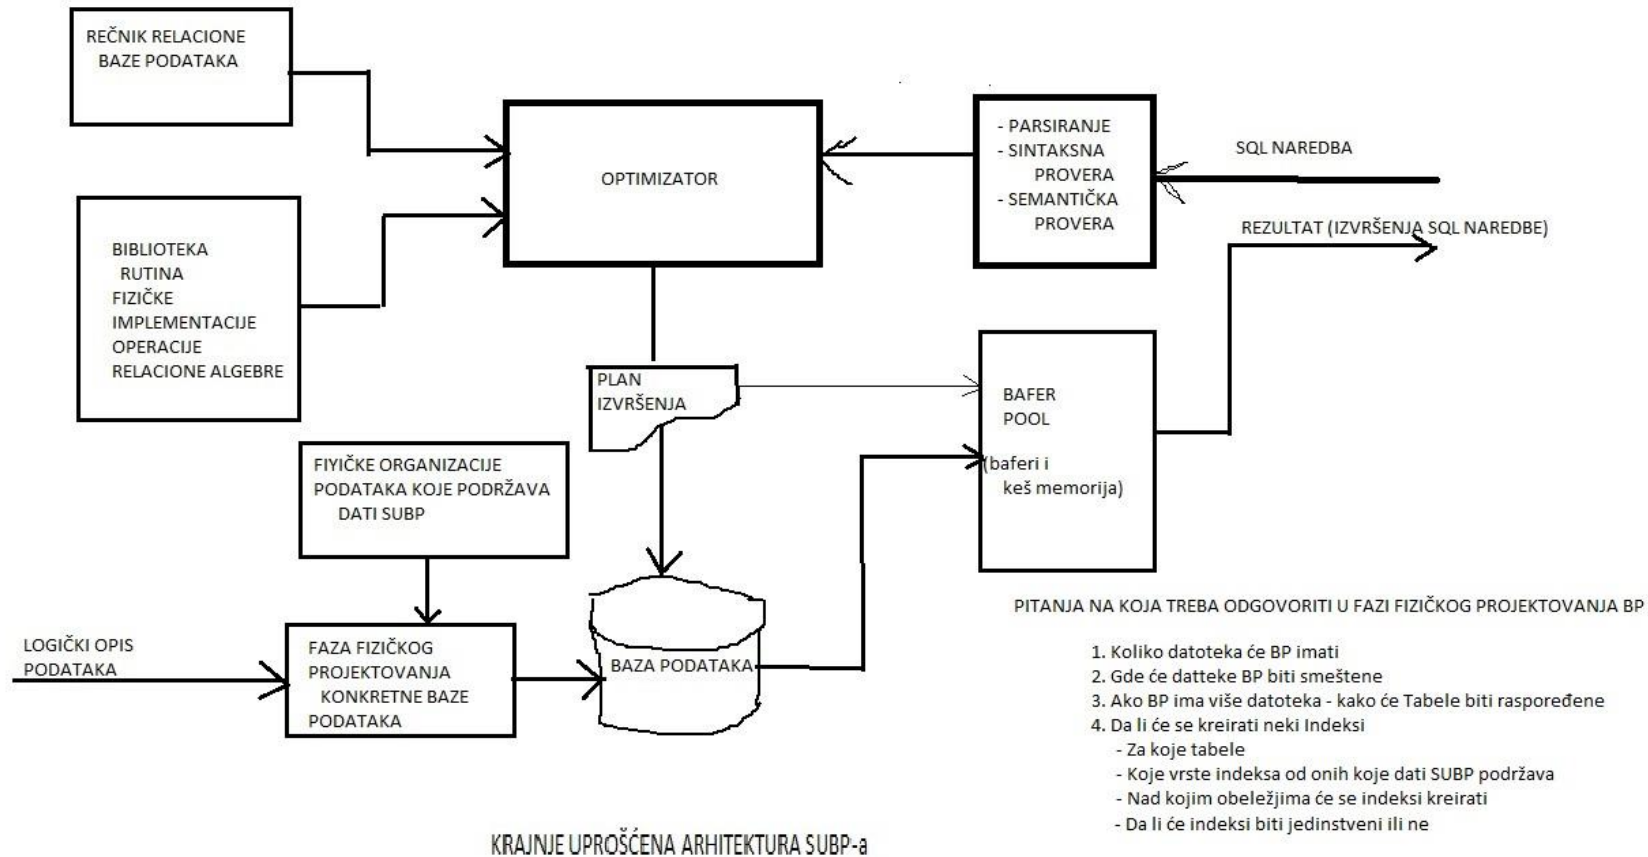 REČNIK RELACIONE
BAZE PODATAKA
OPTIMIZATOR
- PARSIRANJE
- SINTAKSNA
PROVERA
- SEMANTIČKA
PROVERA
SQL NAREDBA
REZULTAT (IZVRŠENJA SQL NAREDBE)
BIBLIOTEKA
RUTINA
FIZIČKE
IMPLEMENTACIJE
OPERACIJE
RELACIONE ALGEBRE
PLAN
IZVRŠENJA
BAFER
POOL
(baferi i
keš memorija)
FIYIČKE ORGANIZACIJE
PODATAKA KOJE PODRŽAVA
DATI SUBP
LOGIČKI OPIS
PODATAKA
FAZA FIZIČKOG
PROJEKTOVANJA
KONKRETNE BAZE
PODATAKA
BAZA PODATAKA
PITANJA NA KOJA TREBA ODGOVORITI U FAZI FIZIČKOG PROJEKTOVANJA BP
1. Koliko datoteka će BP imati
2. Gde će datteke BP biti smeštene
3. Ako BP ima više datoteka - kako će Tabele biti raspoređene
4. Da li će se kreirati neki Indeksi
- Za koje tabele
- Koje vrste indeksa od onih koje dati SUBP podržava
- Nad kojim obeležjima će se indeksi kreirati
- Da li će indeksi biti jedinstveni ili ne
KRAJNJE UPROŠĆENA ARHITEKTURA SUBP-a